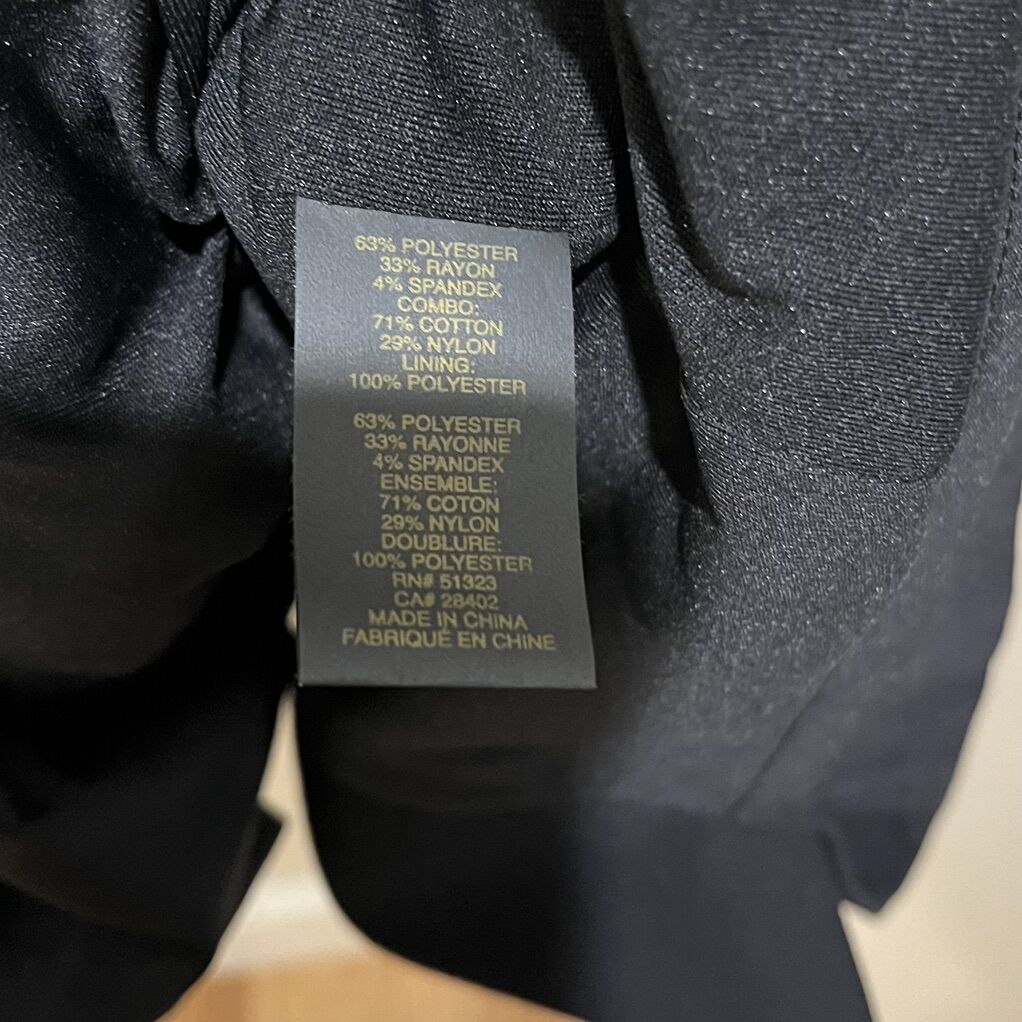 63% POLYESTER
33% RAYON
4% SPANDEX
COMBO:
71% COTTON
29% NYLON
LINING:
100% POLYESTER
63% POLYESTER
33% RAYONNE
4% SPANDEX
ENSEMBLE:
71% COTON
29% NYLON
DOUBLURE:
100% POLYESTER
RN# 51323
CA# 28402
MADE IN CHINA
FABRIQUÉ EN CHINE